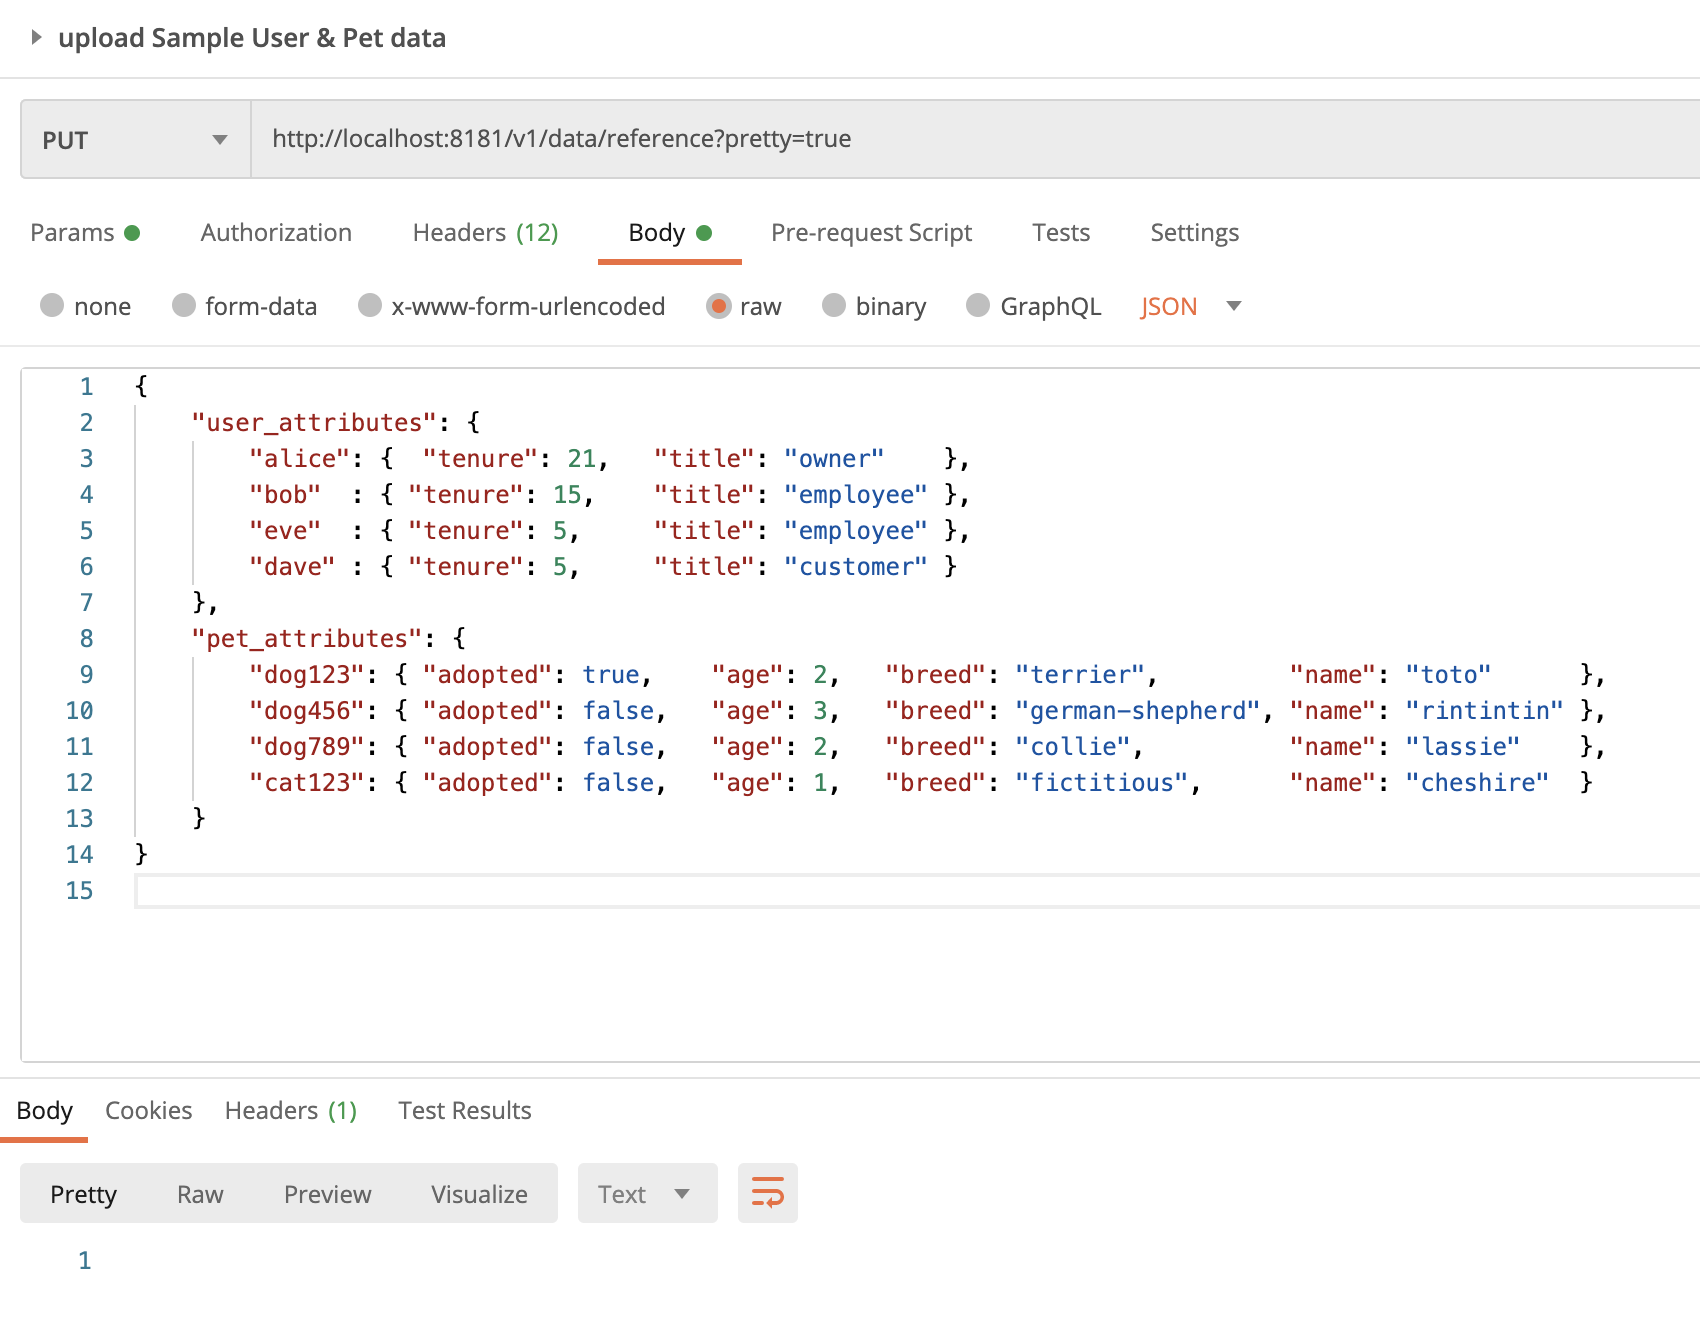 upload Sample User & Pet data
PUT http://localhost:8181/v1/data/reference?pretty=true
Params Authorization Headers (12) Body Pre-request Script Tests Settings
none form-data x-www-form-urlencoded raw binary GraphQL JSON
1 {
2     "user_attributes": {
3         "alice": {  "tenure": 21,   "title": "owner"    },
4         "bob"  : { "tenure": 15,    "title": "employee" },
5         "eve"  : { "tenure": 5,     "title": "employee" },
6         "dave" : { "tenure": 5,     "title": "customer" }
7     },
8     "pet_attributes": {
9         "dog123": { "adopted": true,    "age": 2,   "breed": "terrier",         "name": "toto"      },
10         "dog456": { "adopted": false,   "age": 3,   "breed": "german-shepherd", "name": "rintintin" },
11         "dog789": { "adopted": false,   "age": 2,   "breed": "collie",          "name": "lassie"    },
12         "cat123": { "adopted": false,   "age": 1,   "breed": "fictitious",      "name": "cheshire"  }
13     }
14 }
15
Body Cookies Headers (1) Test Results
Pretty Raw Preview Visualize Text
1